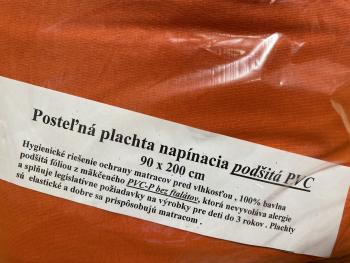 Posteľná plachta napínacia podšitá PVC
90 x 200 cm
Hygienické riešenie ochrany matracov pred vlhkosťou , 100% bavlna
podšitá fóliou z mäkčeného PVC-P bez ftalátov, ktorá nevyvoláva alergie
a splňuje legislatívne požiadavky na výrobky pre deti do 3 rokov . Plachty
sú elastické a dobre sa prispôsobujú matracom .